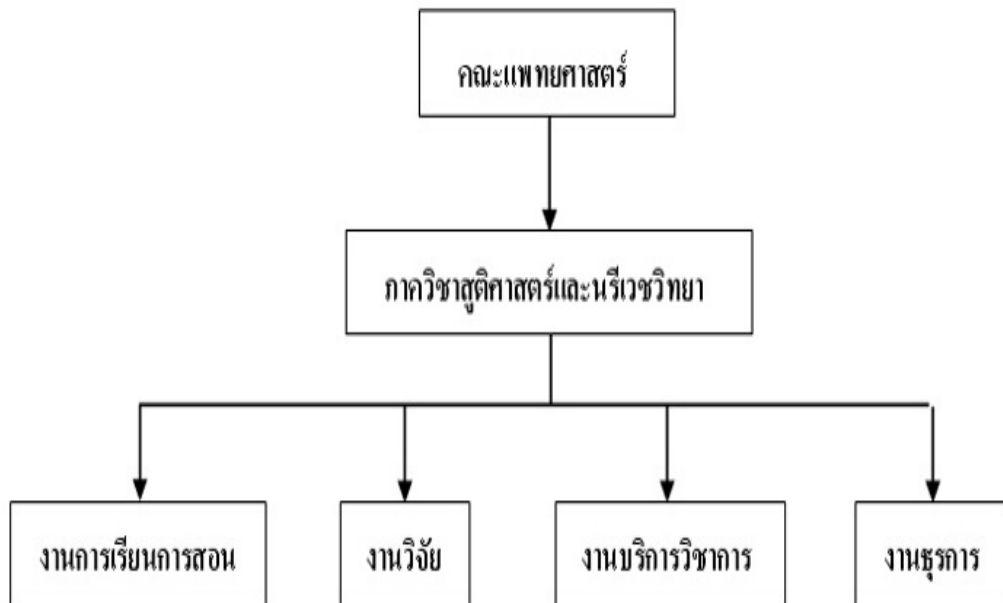 คณะแพทยศาสตร์
ภาควิชาสูติศาสตร์และนรีเวชวิทยา
งานการเรียนการสอน
งานวิจัย
งานบริการวิชาการ
งานธุรการ